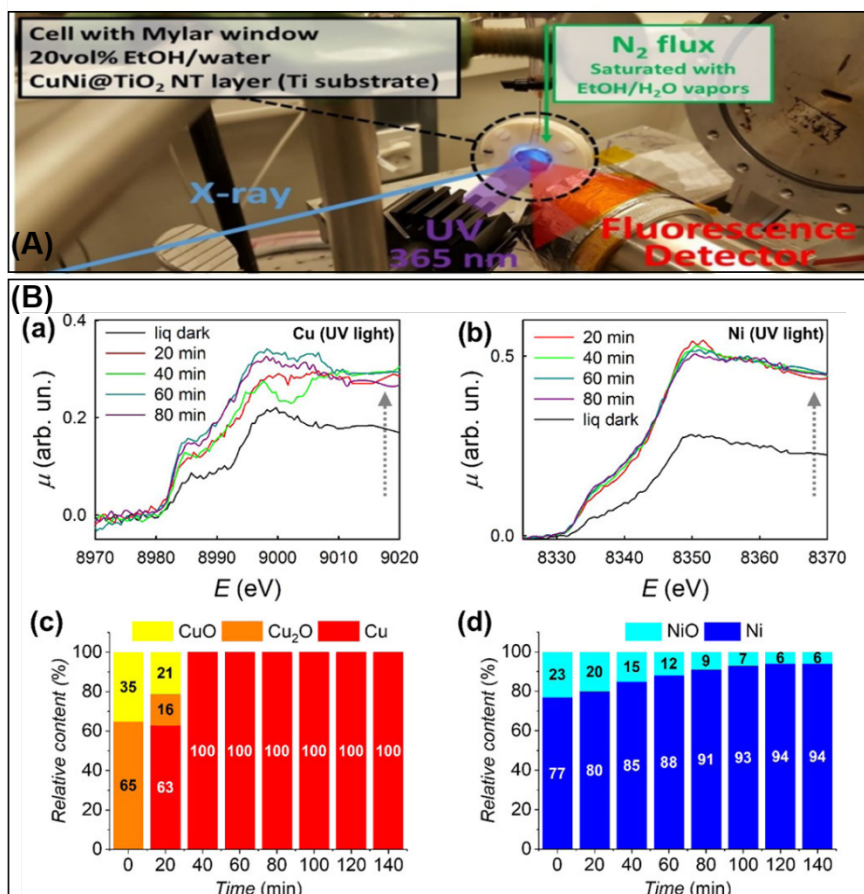 Cell with Mylar window
20vol% EtOH/water
CuNi@TiO₂ NT layer (Ti substrate)
N₂ flux
Saturated with
EtOH/H₂O vapors
X-ray
UV
365 nm
Fluorescence
Detector
(A)
(B)
(a)
Cu (UV light)
liq dark
20 min
40 min
60 min
80 min
0.4
0.2
0.0
μ (arb. un.)
8970 8980 8990 9000 9010 9020
E (eV)
(b)
Ni (UV light)
20 min
40 min
60 min
80 min
liq dark
0.5
0.0
μ (arb. un.)
8330 8340 8350 8360 8370
E (eV)
(c)
CuO Cu₂O Cu
Relative content (%)
100
80
60
40
20
0
35 21
65 16 63 100 100 100 100 100 100
0 20 40 60 80 100 120 140
Time (min)
(d)
NiO Ni
Relative content (%)
100
80
60
40
20
0
23 20 15 12 9 7 6 6
77 80 85 88 91 93 94 94
0 20 40 60 80 100 120 140
Time (min)